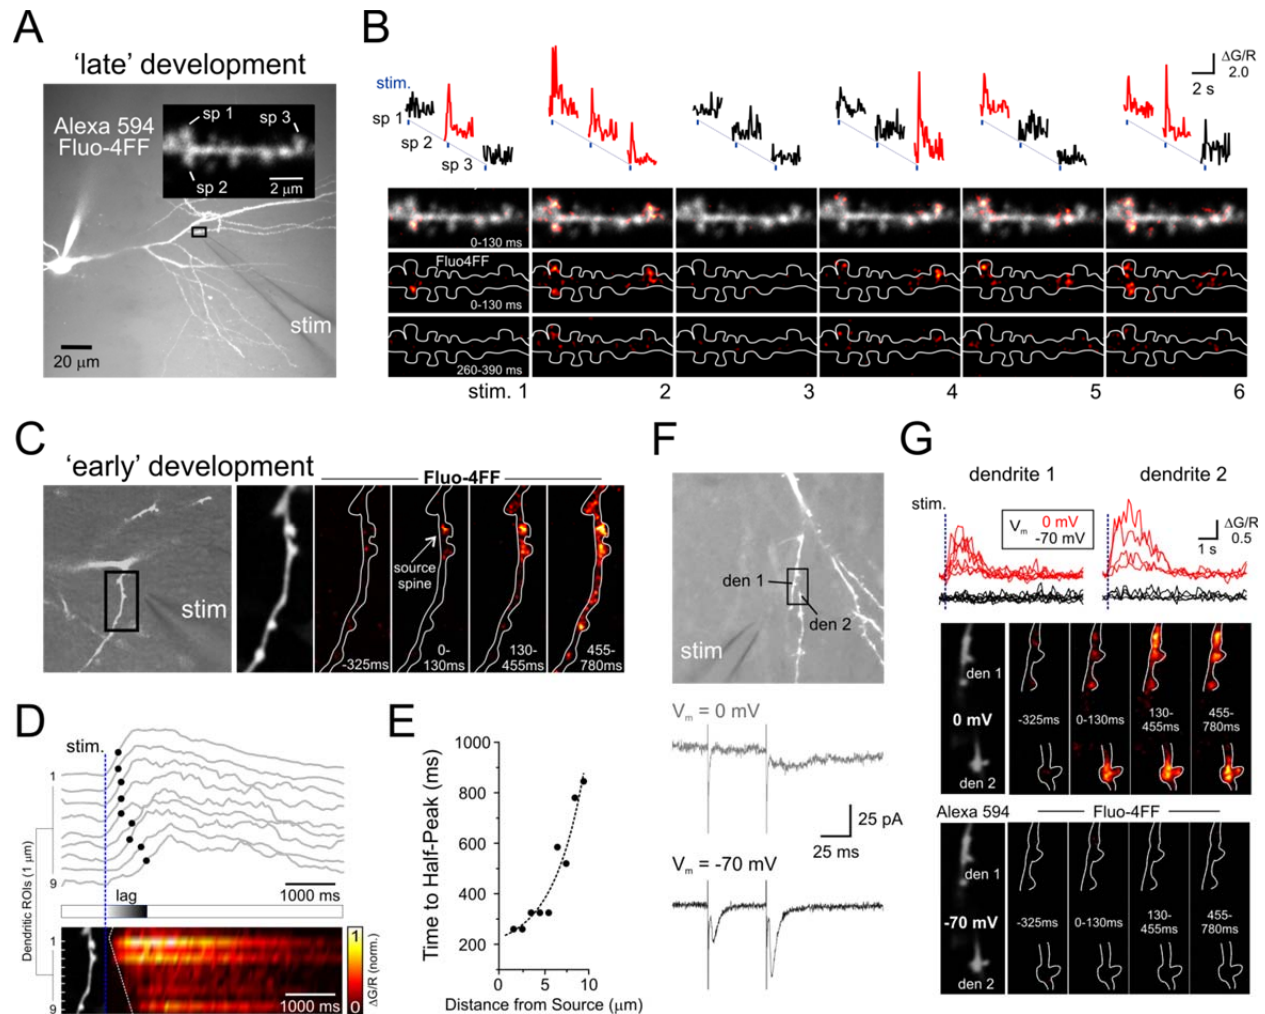 A
'late' development
Alexa 594
Fluo-4FF
sp 1
sp 3
sp 2
2 μm
stim
20 μm
B
stim.
sp 1
sp 2
sp 3
ΔG/R
2.0
2 s
0-130 ms
Fluo4FF
0-130 ms
260-390 ms
stim. 1
2
3
4
5
6
C
'early' development
Fluo-4FF
source
spine
stim
-325ms
0-
130ms
130-
455ms
455-
780ms
D
stim.
1
9
Dendritic ROIs (1 μm)
lag
1000 ms
1
9
1000 ms
1
0
ΔG/R (norm.)
E
Time to Half-Peak (ms)
1000
800
600
400
200
0
5
10
Distance from Source (μm)
F
den 1
den 2
stim
Vm = 0 mV
25 pA
25 ms
Vm = -70 mV
G
dendrite 1
dendrite 2
stim.
Vm 0 mV
-70 mV
ΔG/R
0.5
1 s
den 1
0 mV
den 2
-325ms
0-130ms
130-
455ms
455-
780ms
Alexa 594
Fluo-4FF
den 1
-70 mV
den 2
-325ms
0-130ms
130-
455ms
455-
780ms